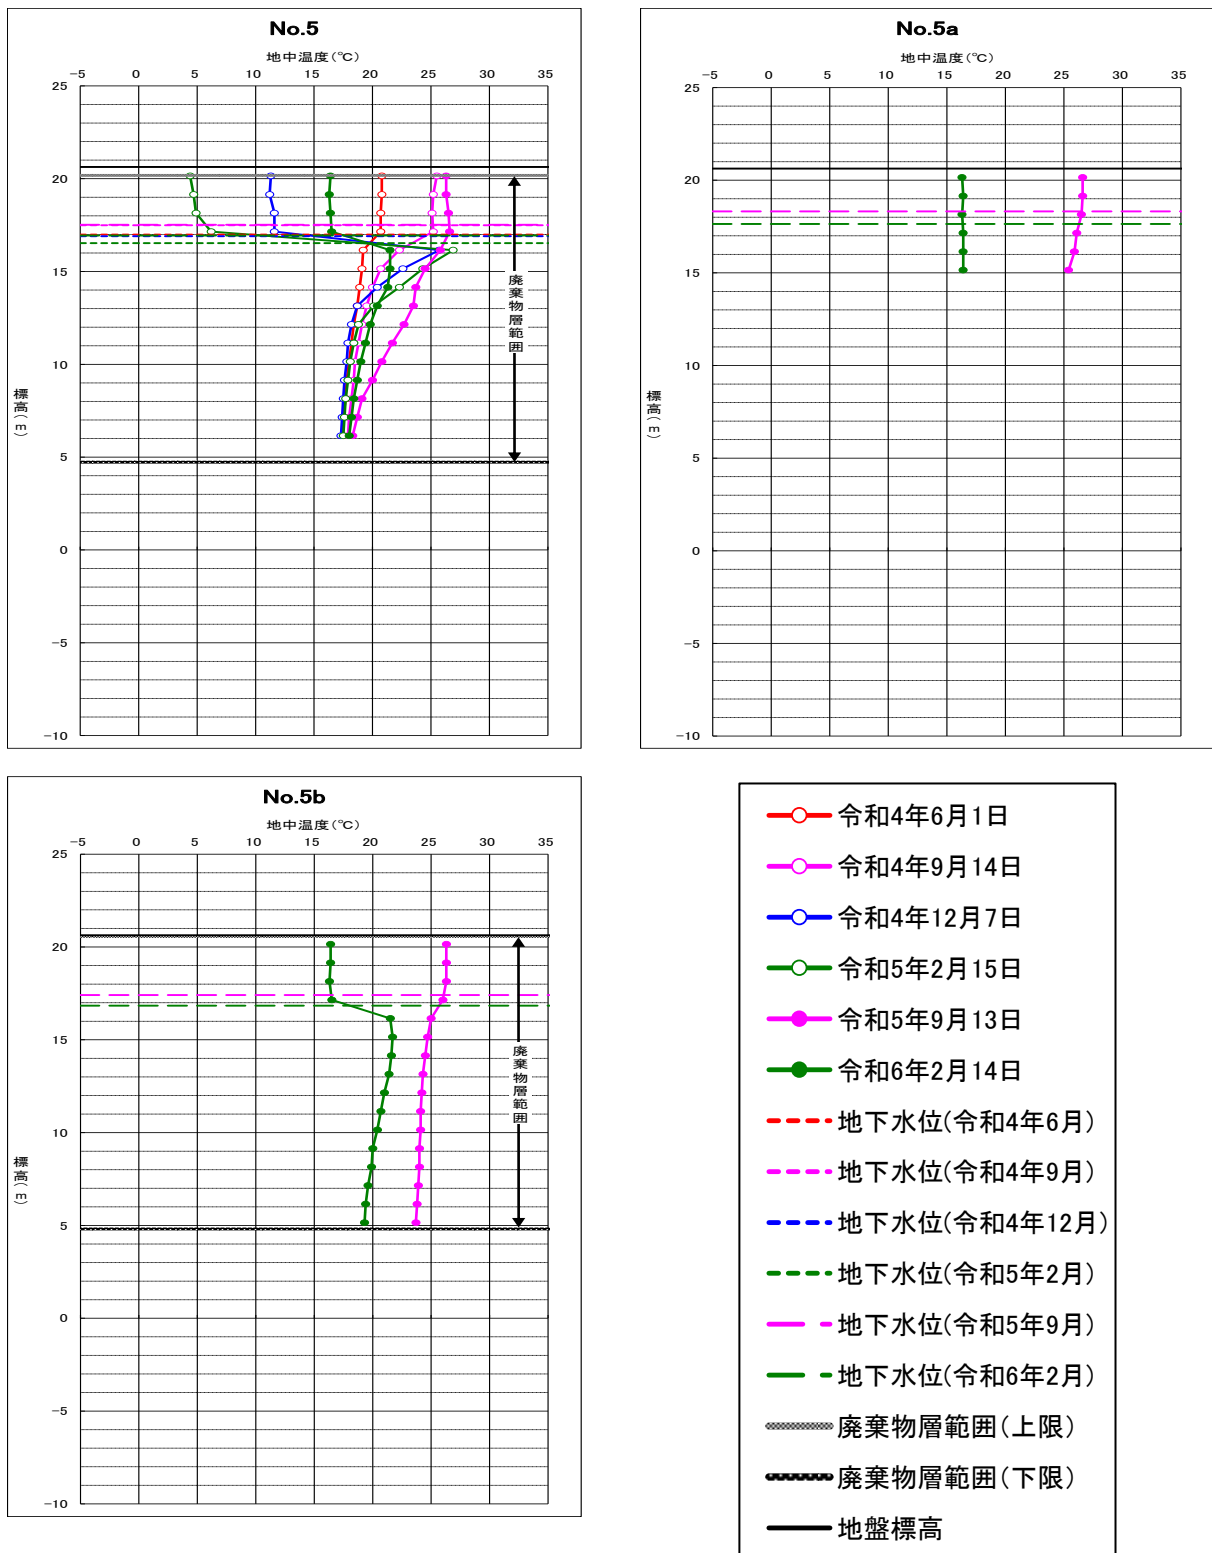 No.5
地中温度(℃)
-5 0 5 10 15 20 25 30 35
25
20
15
10
5
0
-5
-10
標高(m)
廃棄物層範囲
No.5a
地中温度(℃)
-5 0 5 10 15 20 25 30 35
25
20
15
10
5
0
-5
-10
標高(m)
No.5b
地中温度(℃)
-5 0 5 10 15 20 25 30 35
25
20
15
10
5
0
-5
-10
標高(m)
廃棄物層範囲
令和4年6月1日
令和4年9月14日
令和4年12月7日
令和5年2月15日
令和5年9月13日
令和6年2月14日
地下水位(令和4年6月)
地下水位(令和4年9月)
地下水位(令和4年12月)
地下水位(令和5年2月)
地下水位(令和5年9月)
地下水位(令和6年2月)
廃棄物層範囲(上限)
廃棄物層範囲(下限)
地盤標高